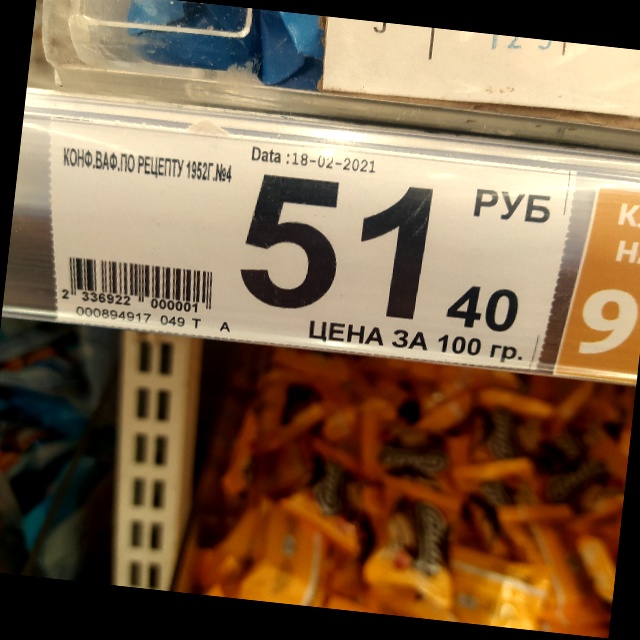 КОНФ.ВАФ.ПО РЕЦЕПТУ 1952Г.№4
Data :18-02-2021
51 40
РУБ
ЦЕНА ЗА 100 гр.
2 336922 000001
000894917 049 Т А
9